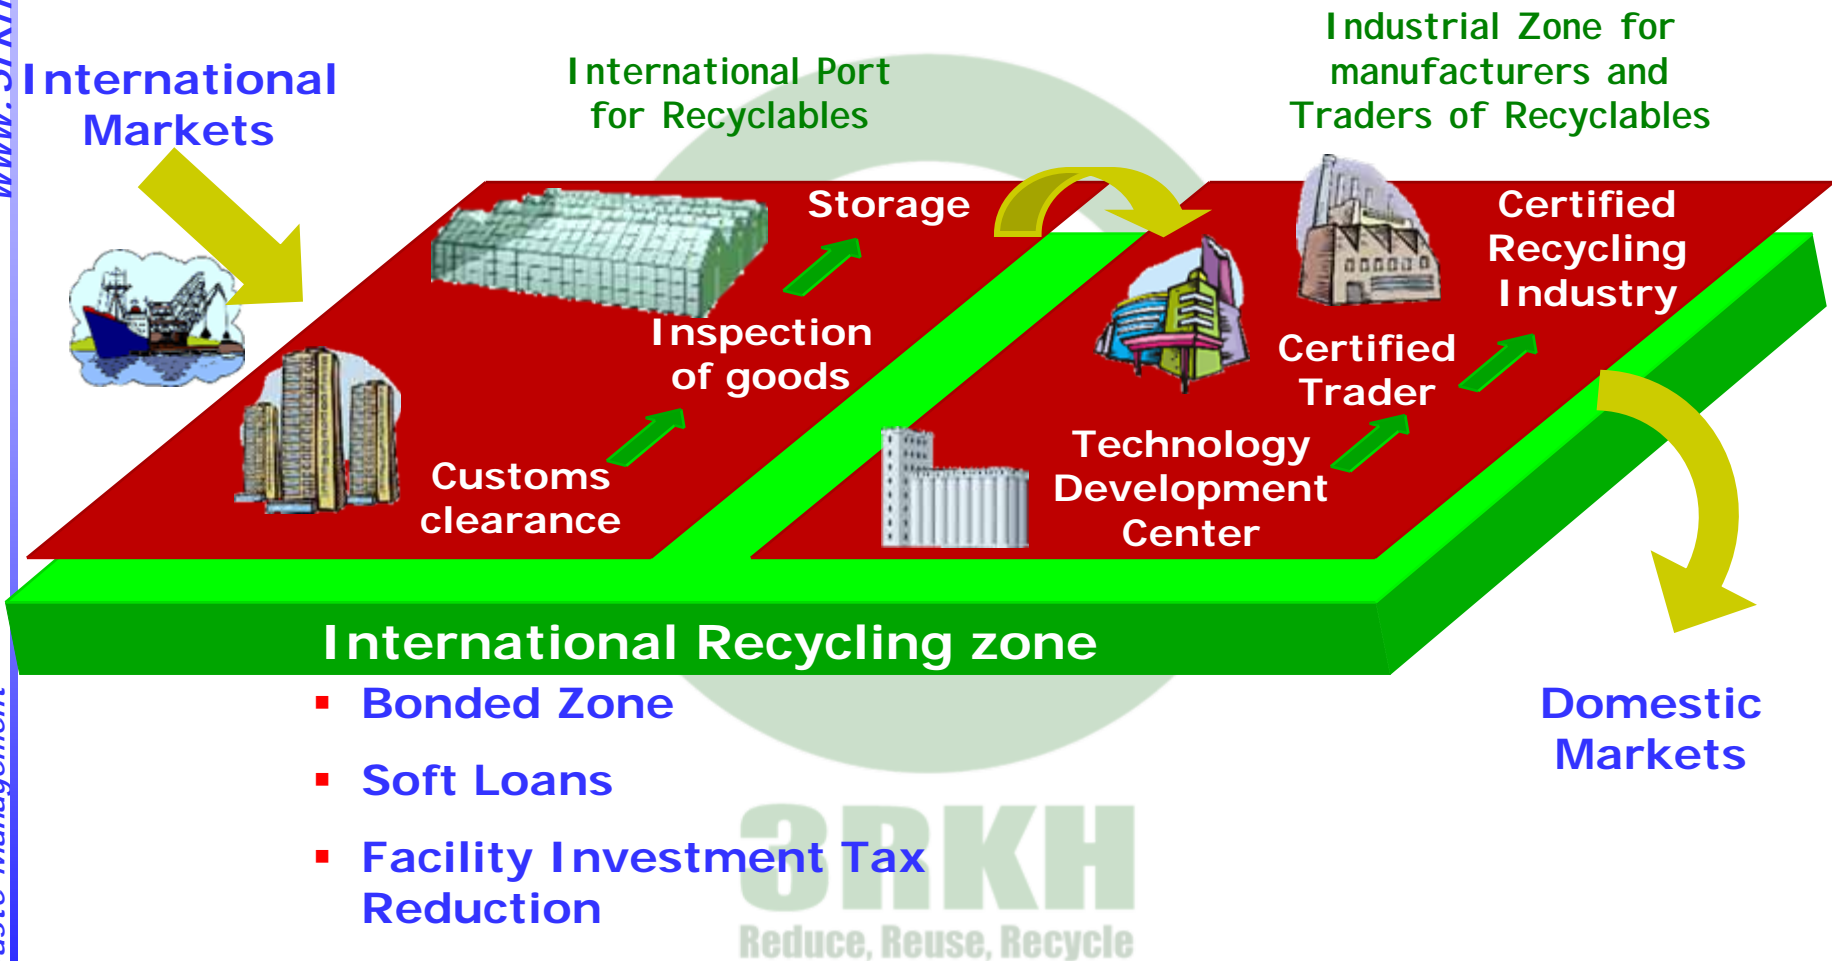 International
Markets
International Port
for Recyclables
Industrial Zone for
manufacturers and
Traders of Recyclables
Storage
Inspection
of goods
Customs
clearance
Certified
Recycling
Industry
Certified
Trader
Technology
Development
Center
International Recycling zone
▪ Bonded Zone
▪ Soft Loans
▪ Facility Investment Tax
Reduction
Domestic
Markets
3RKH
Reduce, Reuse, Recycle
management